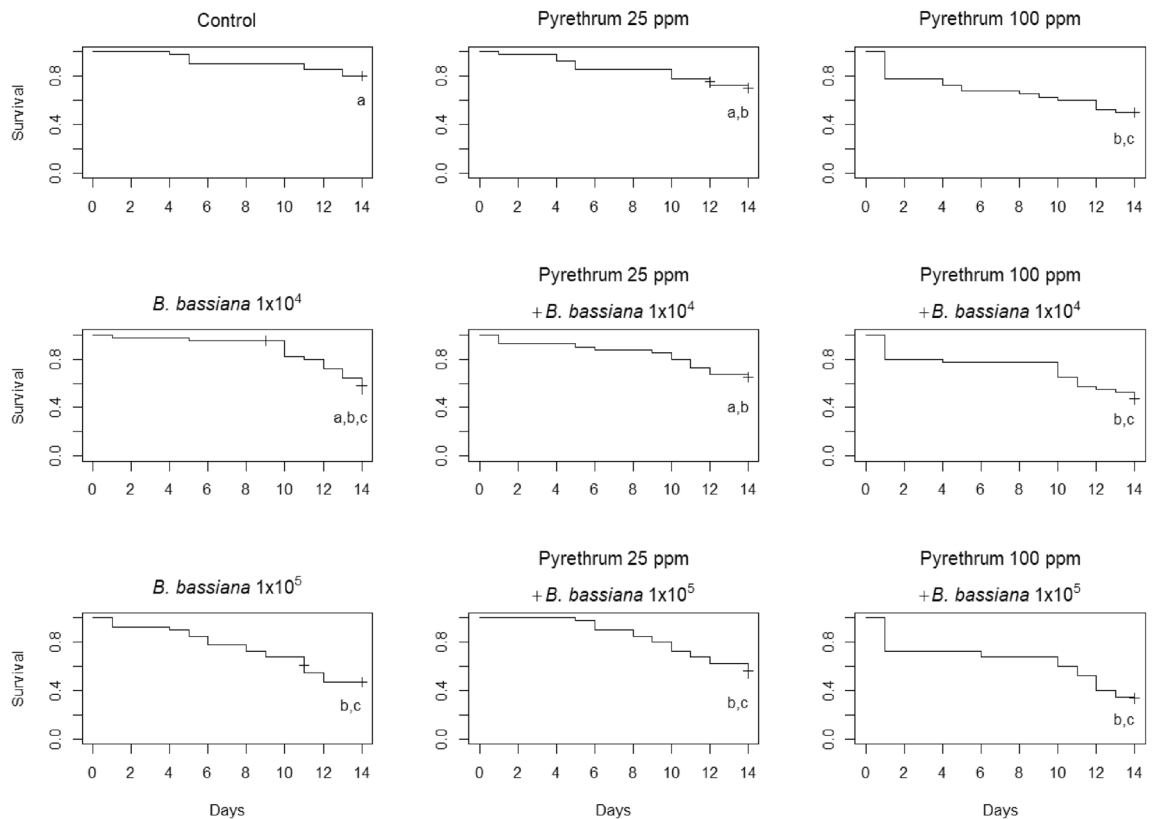 Control
Pyrethrum 25 ppm
Pyrethrum 100 ppm
Survival
0.0 0.4 0.8
a
0 2 4 6 8 10 12 14
0.0 0.4 0.8
a,b
0 2 4 6 8 10 12 14
0.0 0.4 0.8
b,c
0 2 4 6 8 10 12 14
B. bassiana 1x10⁴
Pyrethrum 25 ppm
+B. bassiana 1x10⁴
Pyrethrum 100 ppm
+B. bassiana 1x10⁴
Survival
0.0 0.4 0.8
a,b,c
0 2 4 6 8 10 12 14
0.0 0.4 0.8
a,b
0 2 4 6 8 10 12 14
0.0 0.4 0.8
b,c
0 2 4 6 8 10 12 14
B. bassiana 1x10⁵
Pyrethrum 25 ppm
+B. bassiana 1x10⁵
Pyrethrum 100 ppm
+B. bassiana 1x10⁵
Survival
0.0 0.4 0.8
b,c
0 2 4 6 8 10 12 14
Days
0.0 0.4 0.8
b,c
0 2 4 6 8 10 12 14
Days
0.0 0.4 0.8
b,c
0 2 4 6 8 10 12 14
Days